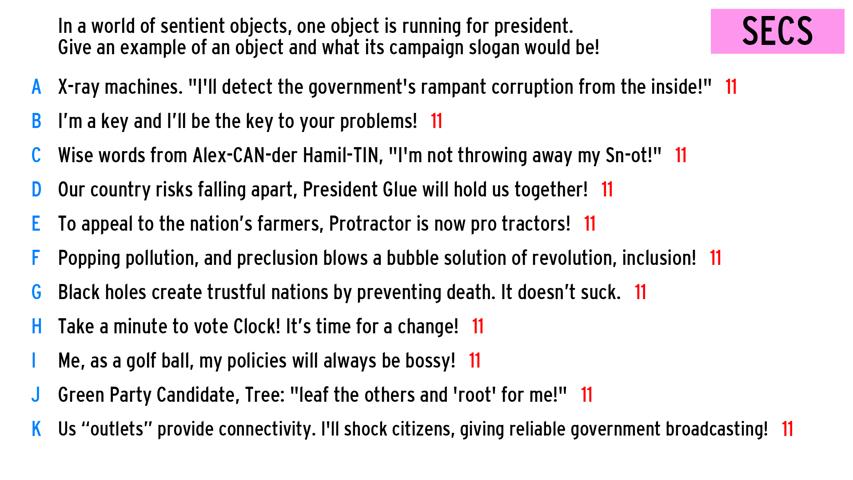 In a world of sentient objects, one object is running for president.
Give an example of an object and what its campaign slogan would be!
SECS
A X-ray machines. "I'll detect the government's rampant corruption from the inside!" 11
B I'm a key and I'll be the key to your problems! 11
C Wise words from Alex-CAN-der Hamil-TIN, "I'm not throwing away my Sn-ot!" 11
D Our country risks falling apart, President Glue will hold us together! 11
E To appeal to the nation's farmers, Protractor is now pro tractors! 11
F Popping pollution, and preclusion blows a bubble solution of revolution, inclusion! 11
G Black holes create trustful nations by preventing death. It doesn't suck. 11
H Take a minute to vote Clock! It's time for a change! 11
I Me, as a golf ball, my policies will always be bossy! 11
J Green Party Candidate, Tree: "leaf the others and 'root' for me!" 11
K Us “outlets” provide connectivity. I'll shock citizens, giving reliable government broadcasting! 11